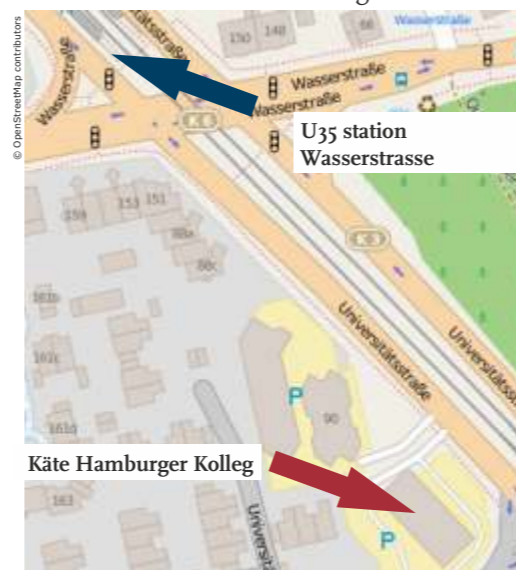 © OpenStreetMap contributors
Universitätsstraße
150
148
66
Wasserstraße
Wasserstraße
Wasserstraße
Wasserstraße
U35 station
Wasserstrasse
159
153
151
88a
88c
161b
161c
161d
163
Universitätsstraße
P
90
Käte Hamburger Kolleg
P